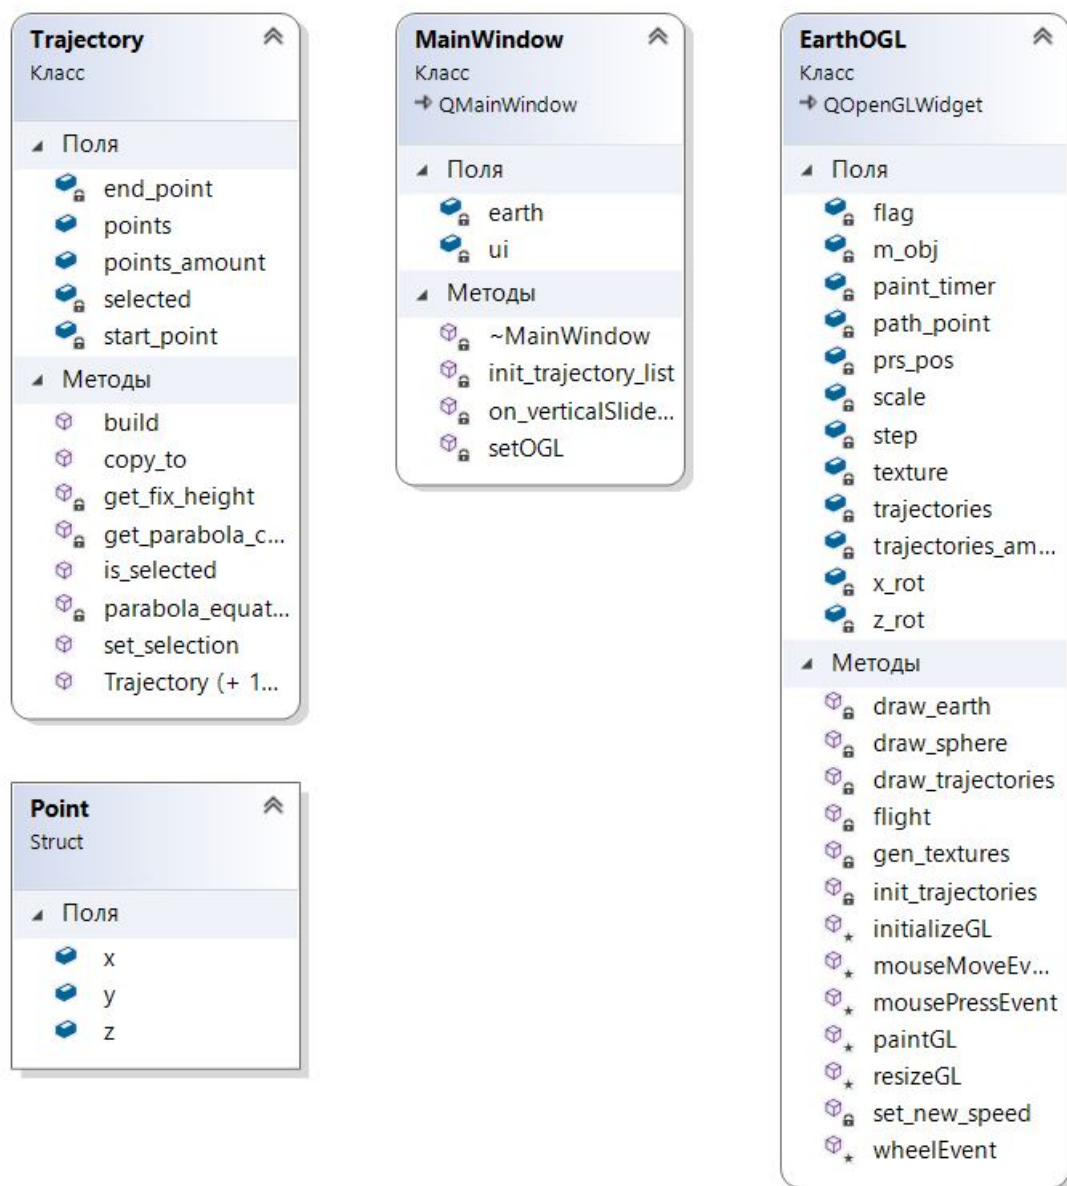 Trajectory
Класс
Поля
end_point
points
points_amount
selected
start_point
Методы
build
copy_to
get_fix_height
get_parabola_c...
is_selected
parabola_equat...
set_selection
Trajectory (+ 1...
Point
Struct
Поля
x
y
z
MainWindow
Класс
QMainWindow
Поля
earth
ui
Методы
~MainWindow
init_trajectory_list
on_verticalSlide...
setOGL
EarthOGL
Класс
QOpenGLWidget
Поля
flag
m_obj
paint_timer
path_point
prs_pos
scale
step
texture
trajectories
trajectories_am...
x_rot
z_rot
Методы
draw_earth
draw_sphere
draw_trajectories
flight
gen_textures
init_trajectories
initializeGL
mouseMoveEv...
mousePressEvent
paintGL
resizeGL
set_new_speed
wheelEvent